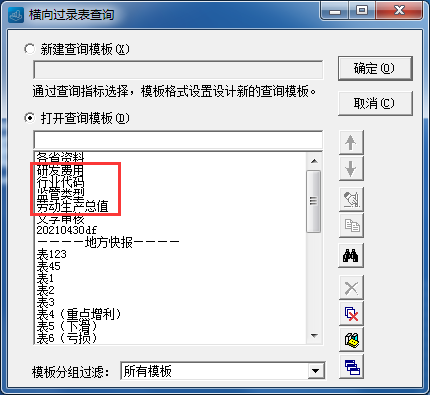 横向过录表查询
新建查询模板(X)
确定(O)
通过查询指标选择，模板格式设置设计新的查询模板。
取消(C)
打开查询模板(D)
各省资料
研发费用
行业代码
监管类型
劳动生产总值
文字审核
20210430df
－－－－地方快报－－－－
表123
表45
表1
表2
表3
表4（重点增利）
表5（下滑）
表6（亏损）
模板分组过滤：
所有模板